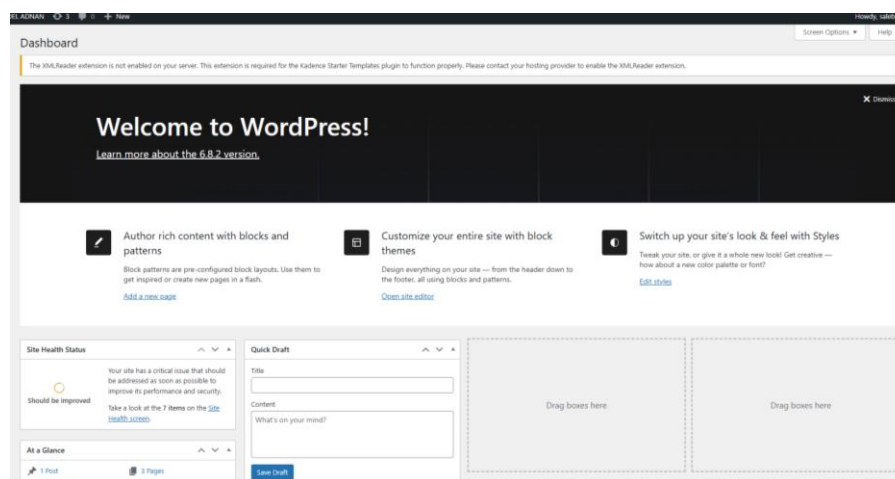 EL ADNAN 3 0 + New
Howdy, saleb
Screen Options ▼ Help
Dashboard
The XMLReader extension is not enabled on your server. This extension is required for the Kadence Starter Templates plugin to function properly. Please contact your hosting provider to enable the XMLReader extension.
Dismiss
Welcome to WordPress!
Learn more about the 6.8.2 version.
Author rich content with blocks and
patterns
Block patterns are pre-configured block layouts. Use them to
get inspired or create new pages in a flash.
Add a new page
Customize your entire site with block
themes
Design everything on your site — from the header down to
the footer, all using blocks and patterns.
Open site editor
Switch up your site's look & feel with Styles
Tweak your site, or give it a whole new look! Get creative —
how about a new color palette or font?
Edit styles
Site Health Status
Should be improved
Your site has a critical issue that should
be addressed as soon as possible to
improve its performance and security.
Take a look at the 7 items on the Site
Health screen.
At a Glance
1 Post
3 Pages
Quick Draft
Title
Content
What's on your mind?
Save Draft
Drag boxes here
Drag boxes here